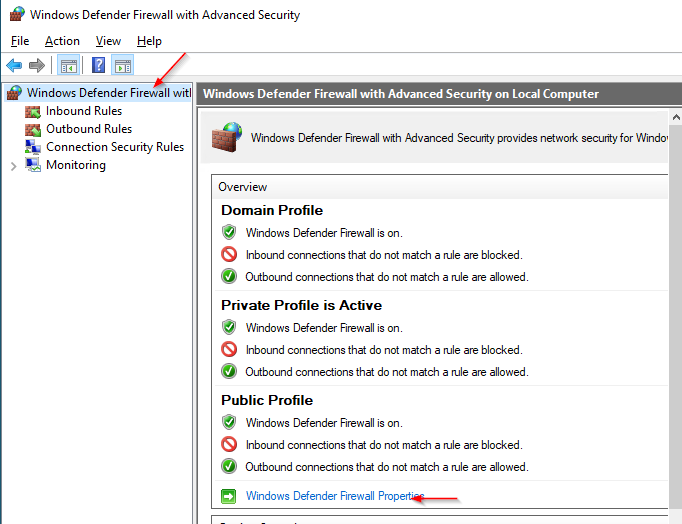 Windows Defender Firewall with Advanced Security
File Action View Help
Windows Defender Firewall wit
Inbound Rules
Outbound Rules
Connection Security Rules
Monitoring
Windows Defender Firewall with Advanced Security on Local Computer
Windows Defender Firewall with Advanced Security provides network security for Windo
Overview
Domain Profile
Windows Defender Firewall is on.
Inbound connections that do not match a rule are blocked.
Outbound connections that do not match a rule are allowed.
Private Profile is Active
Windows Defender Firewall is on.
Inbound connections that do not match a rule are blocked.
Outbound connections that do not match a rule are allowed.
Public Profile
Windows Defender Firewall is on.
Inbound connections that do not match a rule are blocked.
Outbound connections that do not match a rule are allowed.
Windows Defender Firewall Properties